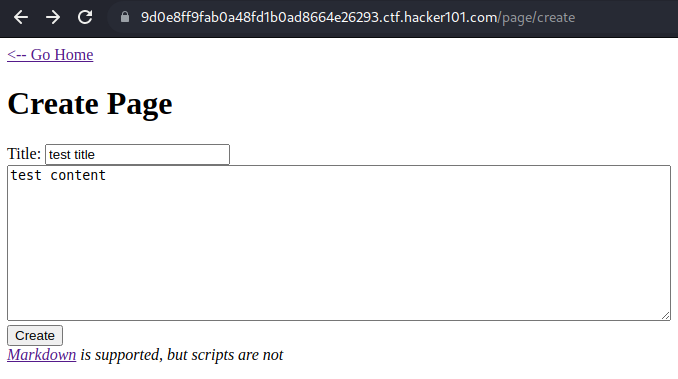 9d0e8ff9fab0a48fd1b0ad8664e26293.ctf.hacker101.com/page/create
<-- Go Home
Create Page
Title: test title
test content
Create
Markdown is supported, but scripts are not